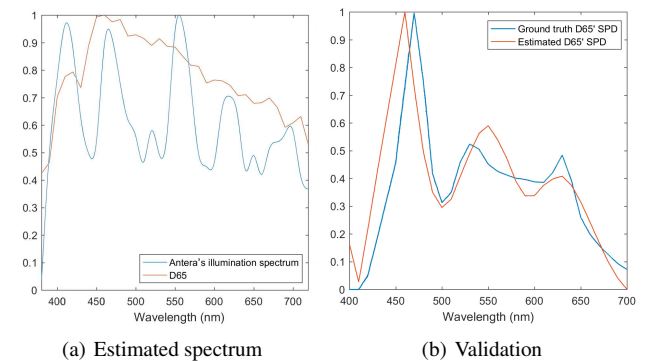 1
0.9
0.8
0.7
0.6
0.5
0.4
0.3
0.2
0.1
0
400 450 500 550 600 650 700
Wavelength (nm)
Antera's illumination spectrum
D65
(a) Estimated spectrum
1
0.9
0.8
0.7
0.6
0.5
0.4
0.3
0.2
0.1
0
400 450 500 550 600 650 700
Wavelength (nm)
Ground truth D65' SPD
Estimated D65' SPD
(b) Validation